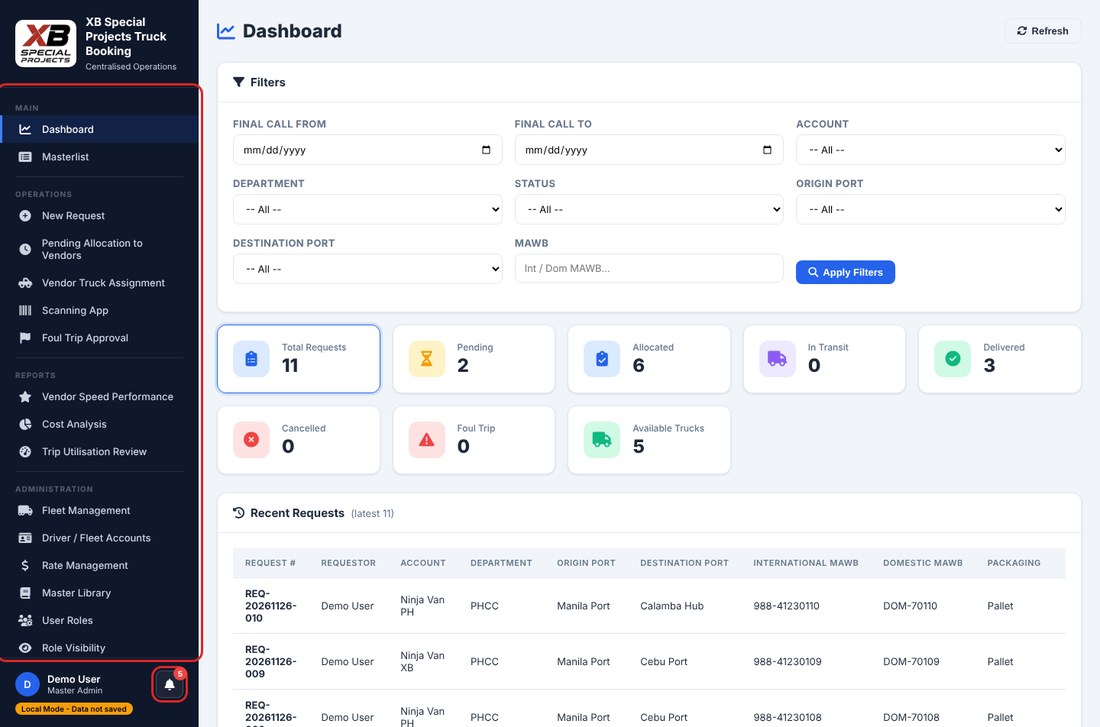 XB
SPECIAL
PROJECTS
XB Special
Projects Truck
Booking
Centralised Operations
MAIN
Dashboard
Masterlist
OPERATIONS
New Request
Pending Allocation to
Vendors
Vendor Truck Assignment
Scanning App
Foul Trip Approval
REPORTS
Vendor Speed Performance
Cost Analysis
Trip Utilisation Review
ADMINISTRATION
Fleet Management
Driver / Fleet Accounts
Rate Management
Master Library
User Roles
Role Visibility
D
Demo User
Master Admin
5
Local Mode - Data not saved
Dashboard
Refresh
Filters
FINAL CALL FROM FINAL CALL TO ACCOUNT
mm/dd/yyyy mm/dd/yyyy -- All --
DEPARTMENT STATUS ORIGIN PORT
-- All -- -- All -- -- All --
DESTINATION PORT MAWB
-- All -- Int / Dom MAWB... Apply Filters
Total Requests Pending Allocated In Transit Delivered
11 2 6 0 3
Cancelled Foul Trip Available Trucks
0 0 5
Recent Requests (latest 11)
REQUEST # REQUESTOR ACCOUNT DEPARTMENT ORIGIN PORT DESTINATION PORT INTERNATIONAL MAWB DOMESTIC MAWB PACKAGING
REQ-
20261126-
010
Demo User
Ninja Van
PH
PHCC Manila Port Calamba Hub 988-41230110 DOM-70110 Pallet
REQ-
20261126-
009
Demo User
Ninja Van
XB
PHCC Manila Port Cebu Port 988-41230109 DOM-70109 Pallet
REQ-
20261126-
Demo User
Ninja Van
PH
PHCC Manila Port Cebu Port 988-41230108 DOM-70108 Pallet